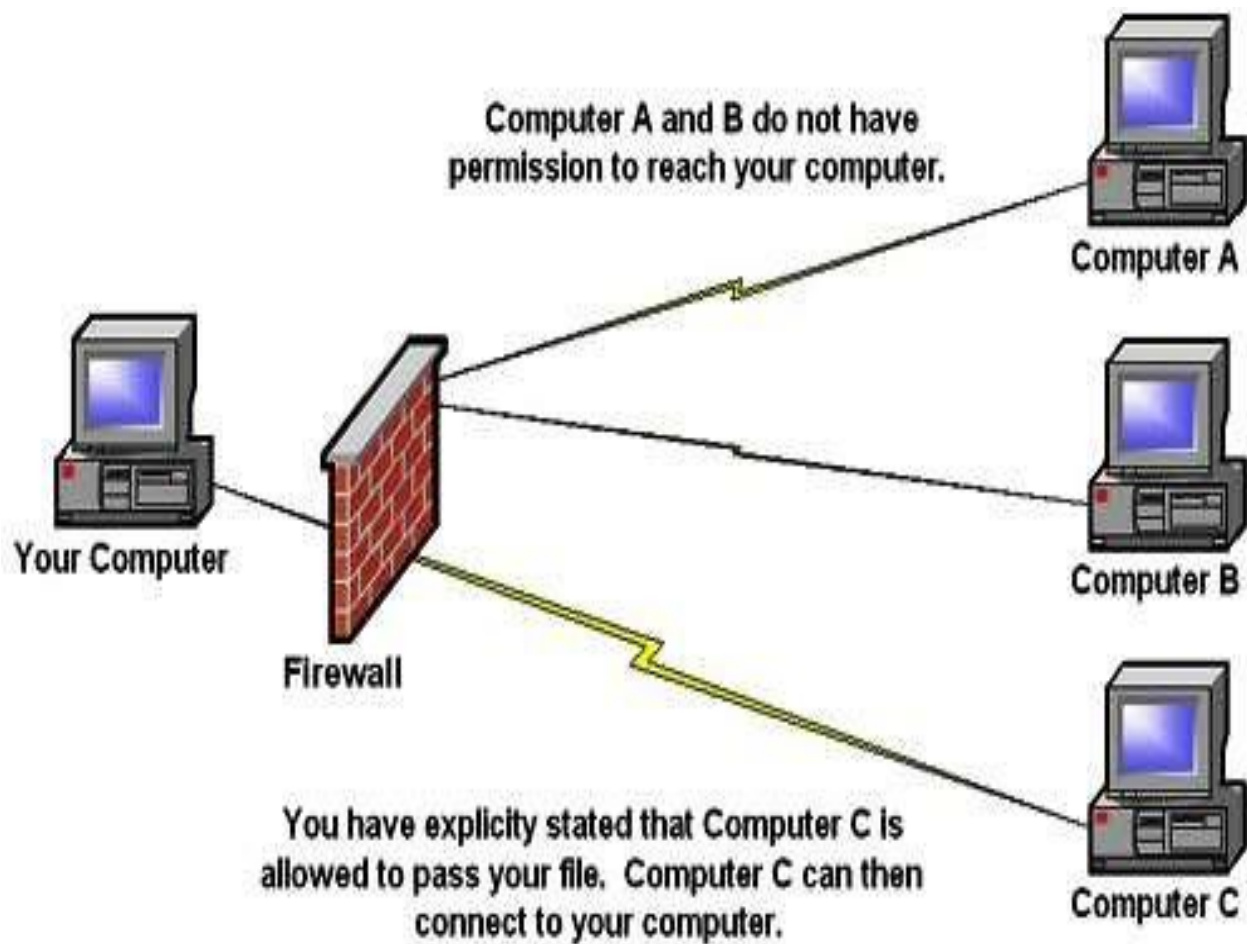 Computer A and B do not have
permission to reach your computer.
Computer A
Your Computer
Computer B
Firewall
You have explicity stated that Computer C is
allowed to pass your file. Computer C can then
connect to your computer.
Computer C